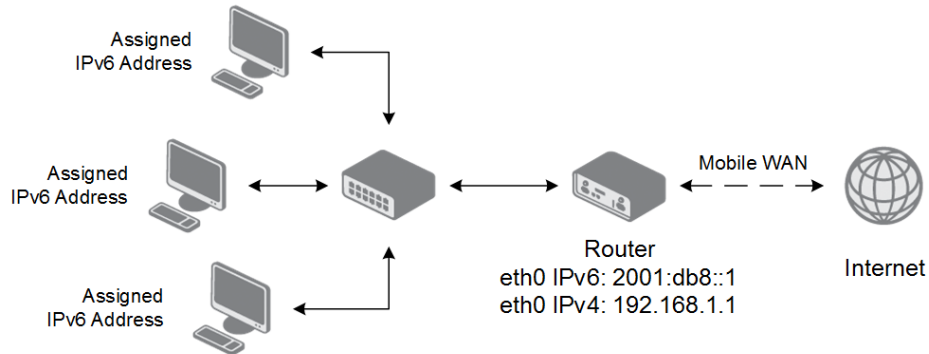 Assigned
IPv6 Address
Assigned
IPv6 Address
Assigned
IPv6 Address
Mobile WAN
Router
eth0 IPv6: 2001:db8::1
eth0 IPv4: 192.168.1.1
Internet